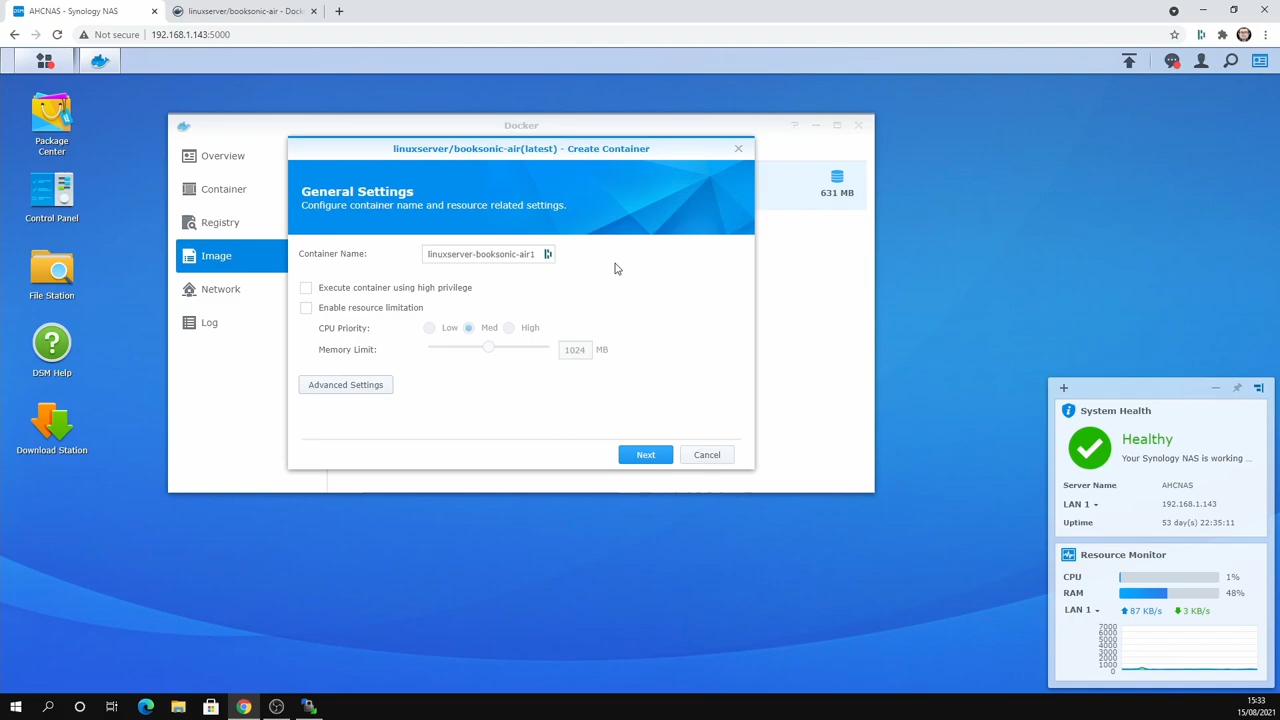 DSM AHCNAS - Synology NAS
linuxserver/booksonic-air - Dock
Not secure
192.168.1.143:5000
Package Center
Control Panel
File Station
DSM Help
Download Station
Docker
Overview
Container
Registry
Image
Network
Log
631 MB
linuxserver/booksonic-air(latest) - Create Container
General Settings
Configure container name and resource related settings.
Container Name:
linuxserver-booksonic-air1
Execute container using high privilege
Enable resource limitation
CPU Priority:
Low
Med
High
Memory Limit:
1024
MB
Advanced Settings
Next
Cancel
System Health
Healthy
Your Synology NAS is working ...
Server Name
AHCNAS
LAN 1
192.168.1.143
Uptime
53 day(s) 22:35:11
Resource Monitor
CPU
1%
RAM
48%
LAN 1
87 KB/s
3 KB/s
7000
6000
5000
4000
3000
2000
1000
0
15:33
15/08/2021